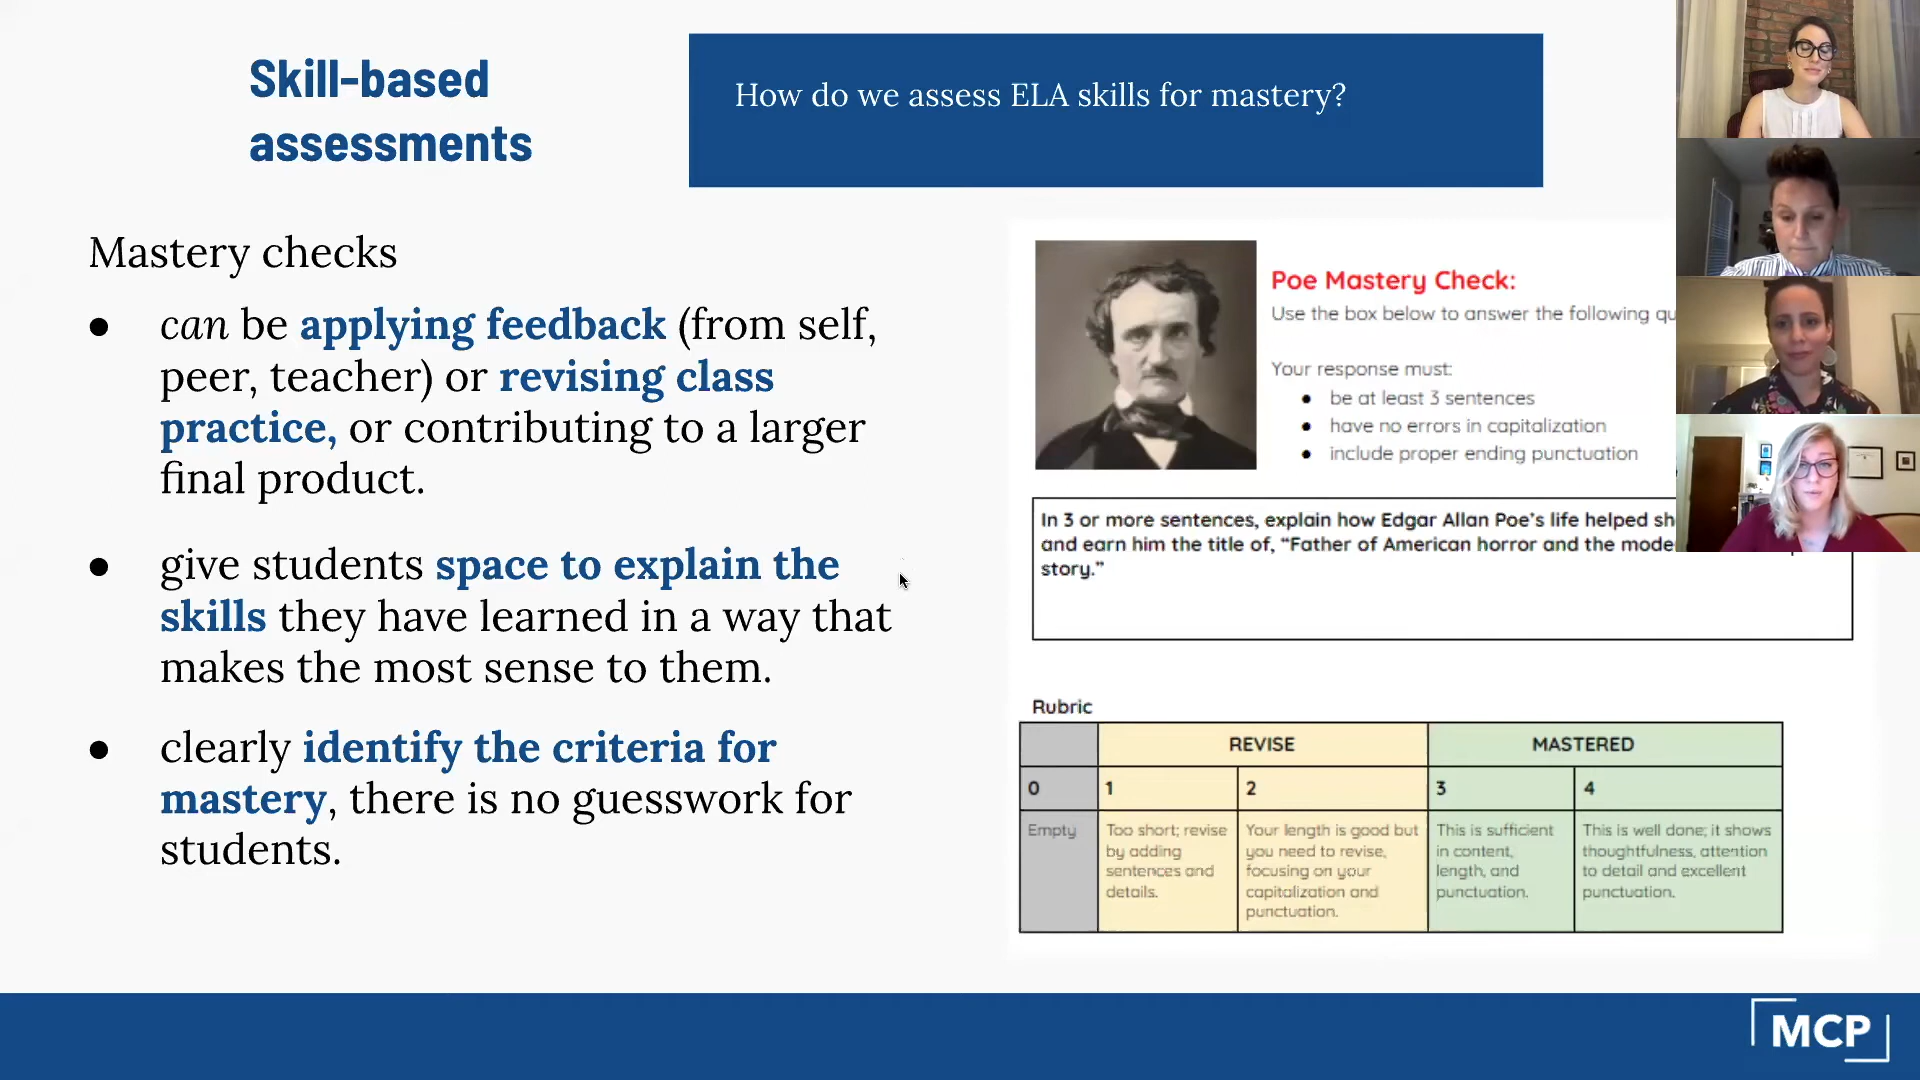 Skill-based
assessments
How do we assess ELA skills for mastery?
Mastery checks
● can be applying feedback (from self,
peer, teacher) or revising class
practice, or contributing to a larger
final product.
● give students space to explain the
skills they have learned in a way that
makes the most sense to them.
● clearly identify the criteria for
mastery, there is no guesswork for
students.
Poe Mastery Check:
Use the box below to answer the following qu
Your response must:
● be at least 3 sentences
● have no errors in capitalization
● include proper ending punctuation
In 3 or more sentences, explain how Edgar Allan Poe's life helped sh
and earn him the title of, “Father of American horror and the mode
story.”
Rubric
REVISE MASTERED
0 1 2 3 4
Empty
Too short; revise
by adding
sentences and
details.
Your length is good but
you need to revise,
focusing on your
capitalization and
punctuation.
This is sufficient
in content,
length, and
punctuation.
This is well done; it shows
thoughtfulness, attention
to detail and excellent
punctuation.
MCP